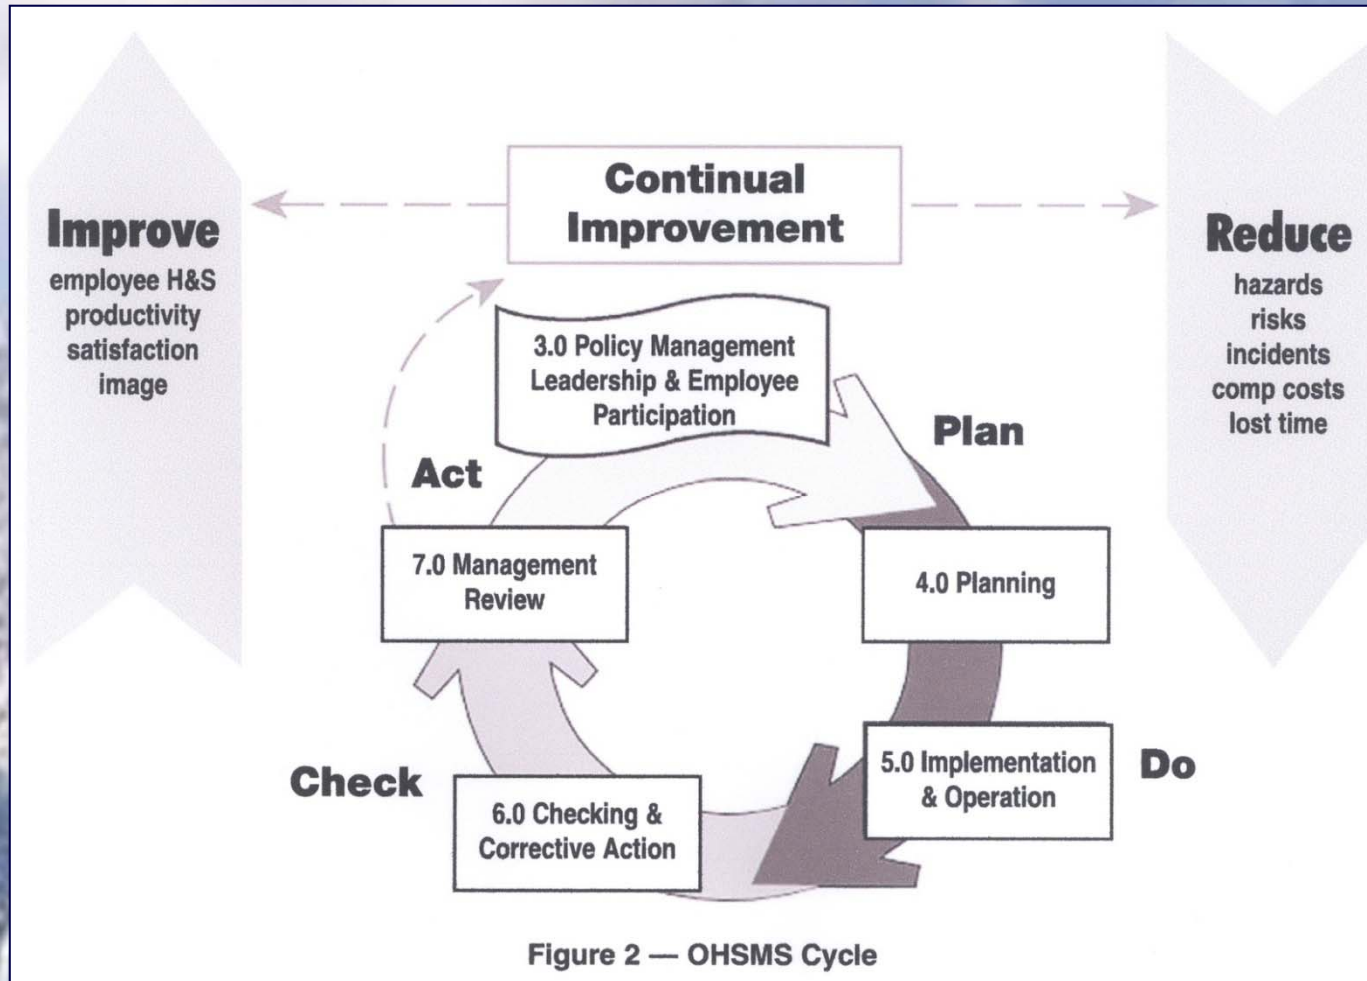 Continual
Improvement
Improve
employee H&S
productivity
satisfaction
image
Reduce
hazards
risks
incidents
comp costs
lost time
3.0 Policy Management
Leadership & Employee
Participation
Plan
Act
7.0 Management
Review
4.0 Planning
5.0 Implementation
& Operation
Do
Check
6.0 Checking &
Corrective Action
Figure 2 — OHSMS Cycle